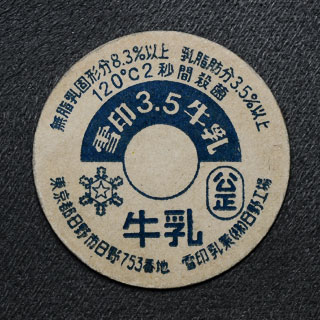 無脂乳固形分8.3%以上 乳脂肪分3.5%以上
120°C2秒間殺菌
雪印3.5牛乳
公正
牛乳
東京都日野市日野753番地 雪印乳業(株)日野工場